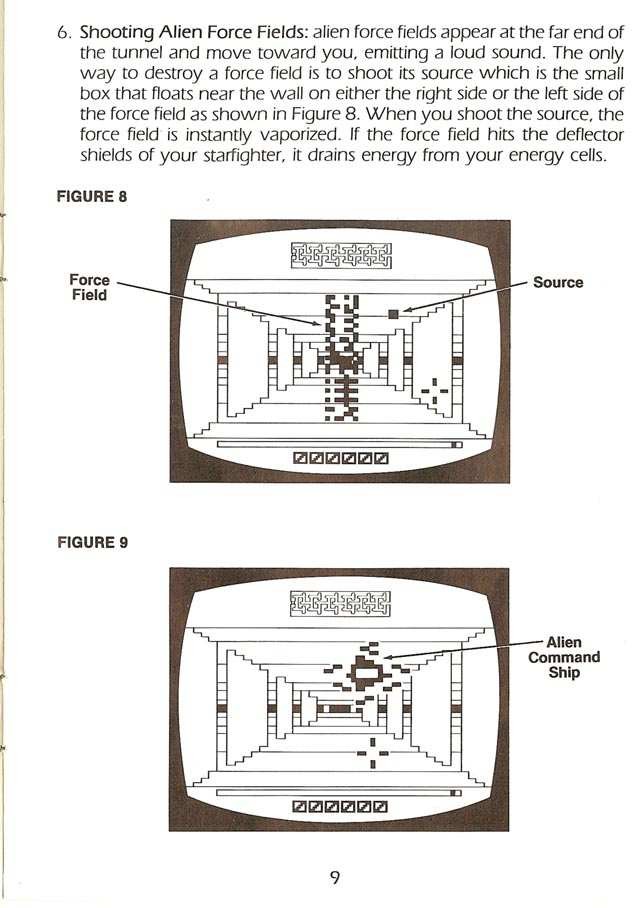 6. Shooting Alien Force Fields: alien force fields appear at the far end of
the tunnel and move toward you, emitting a loud sound. The only
way to destroy a force field is to shoot its source which is the small
box that floats near the wall on either the right side or the left side of
the force field as shown in Figure 8. When you shoot the source, the
force field is instantly vaporized. If the force field hits the deflector
shields of your starfighter, it drains energy from your energy cells.
FIGURE 8
Force
Field
Source
FIGURE 9
Alien
Command
Ship
9